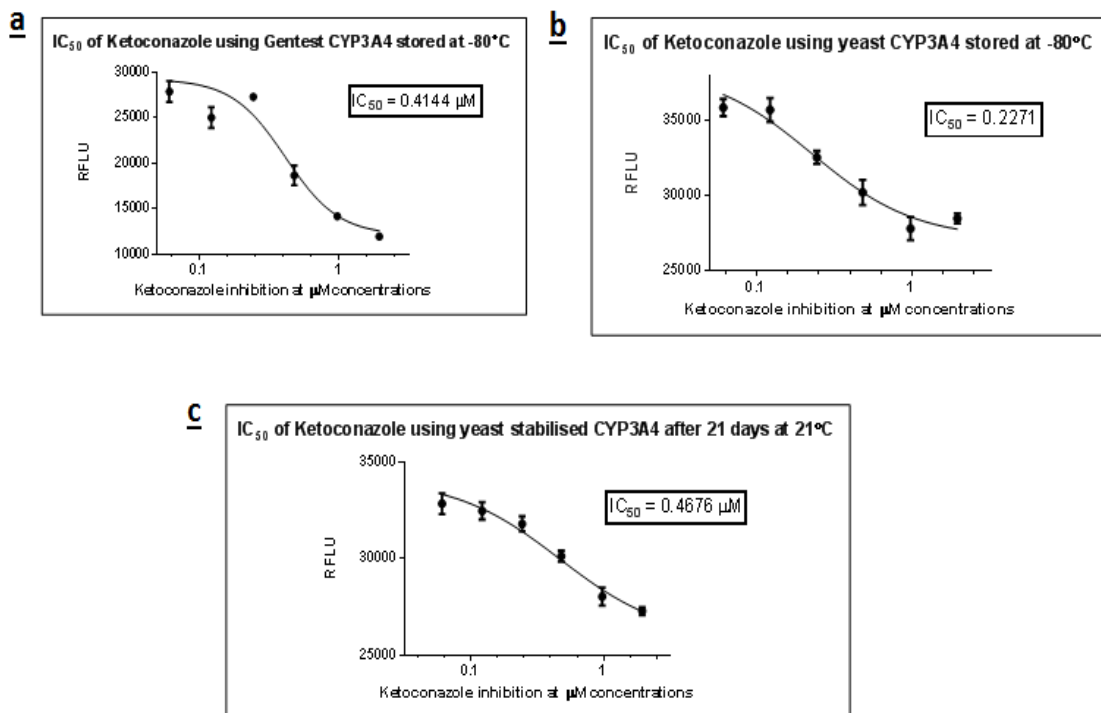 a
IC50 of Ketoconazole using Gentest CYP3A4 stored at -80°C
30000
25000
20000
15000
10000
RFLU
IC50 = 0.4144 µM
0.1
1
Ketoconazole inhibition at µM concentrations
b
IC50 of Ketoconazole using yeast CYP3A4 stored at -80°C
35000
30000
25000
RFLU
IC50 = 0.2271
0.1
1
Ketoconazole inhibition at µM concentrations
c
IC50 of Ketoconazole using yeast stabilised CYP3A4 after 21 days at 21°C
35000
30000
25000
RFLU
IC50 = 0.4676 µM
0.1
1
Ketoconazole inhibition at µM concentrations